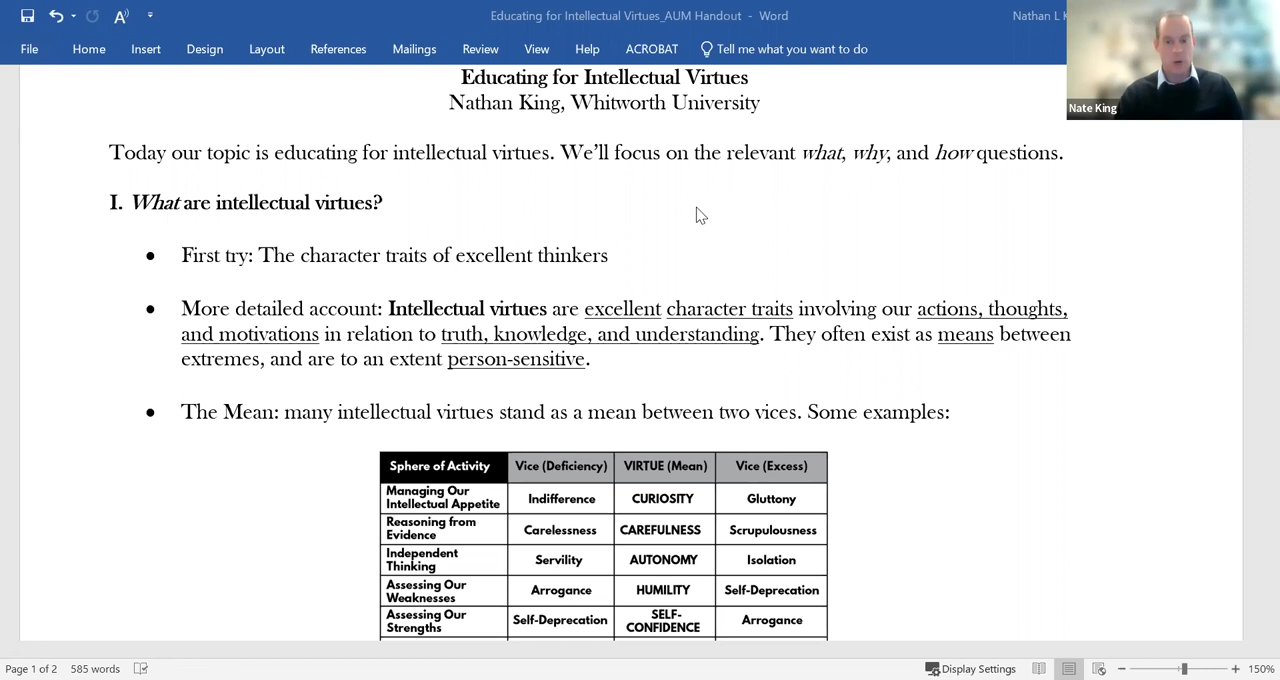 Educating for Intellectual Virtues_AUM Handout - Word
Nathan L K
File Home Insert Design Layout References Mailings Review View Help ACROBAT Tell me what you want to do
Nate King
Educating for Intellectual Virtues
Nathan King, Whitworth University
Today our topic is educating for intellectual virtues. We'll focus on the relevant what, why, and how questions.
I. What are intellectual virtues?
• First try: The character traits of excellent thinkers
• More detailed account: Intellectual virtues are excellent character traits involving our actions, thoughts,
and motivations in relation to truth, knowledge, and understanding. They often exist as means between
extremes, and are to an extent person-sensitive.
• The Mean: many intellectual virtues stand as a mean between two vices. Some examples:
Sphere of Activity Vice (Deficiency) VIRTUE (Mean) Vice (Excess)
Managing Our
Intellectual Appetite Indifference CURIOSITY Gluttony
Reasoning from
Evidence Carelessness CAREFULNESS Scrupulousness
Independent
Thinking Servility AUTONOMY Isolation
Assessing Our
Weaknesses Arrogance HUMILITY Self-Deprecation
Assessing Our
Strengths Self-Deprecation SELF-
CONFIDENCE Arrogance
Page 1 of 2 585 words Display Settings 150%